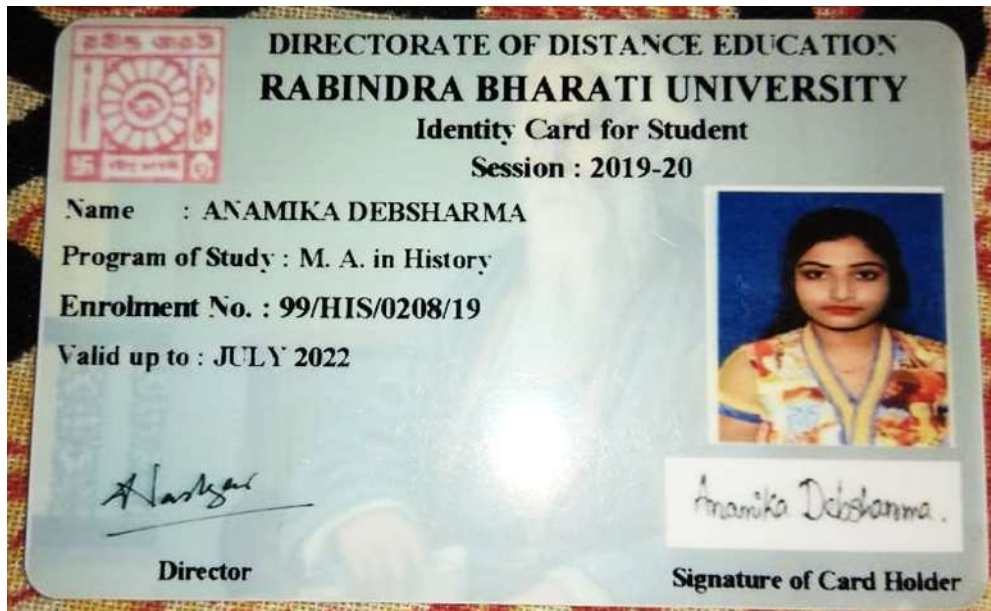 DIRECTORATE OF DISTANCE EDUCATION
RABINDRA BHARATI UNIVERSITY
Identity Card for Student
Session : 2019-20
Name : ANAMIKA DEBSHARMA
Program of Study : M. A. in History
Enrolment No. : 99/HIS/0208/19
Valid up to : JULY 2022
Anamika Debsharma.
Director
Signature of Card Holder